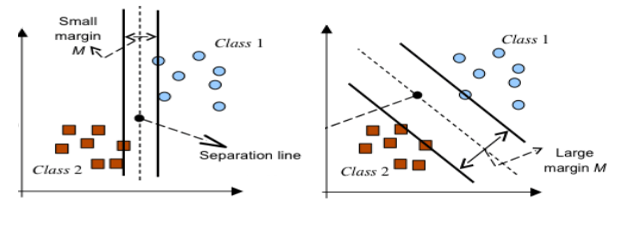 Small
margin
M
Class 1
Class 2
Separation line
Class 1
Class 2
Large
margin M